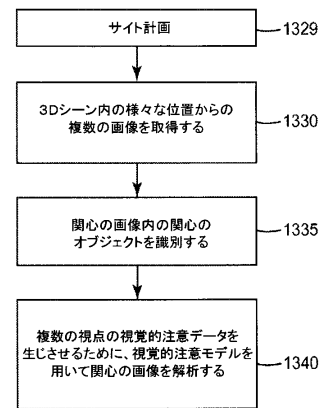 サイト計画
1329
3Dシーン内の様々な位置からの
複数の画像を取得する
1330
関心の画像内の関心の
オブジェクトを識別する
1335
複数の視点の視覚的注意データを
生じさせるために、視覚的注意モデルを
用いて関心の画像を解析する
1340